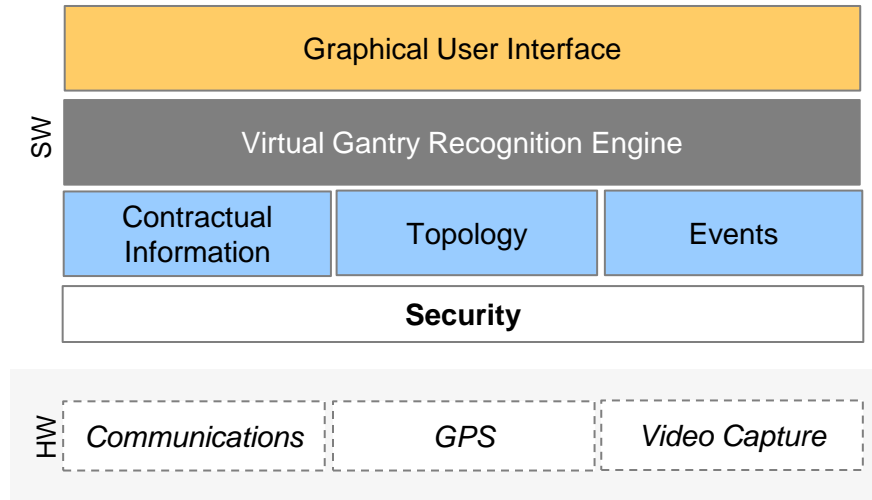 Graphical User Interface
SW
Virtual Gantry Recognition Engine
Contractual
Information
Topology
Events
Security
HW
Communications
GPS
Video Capture